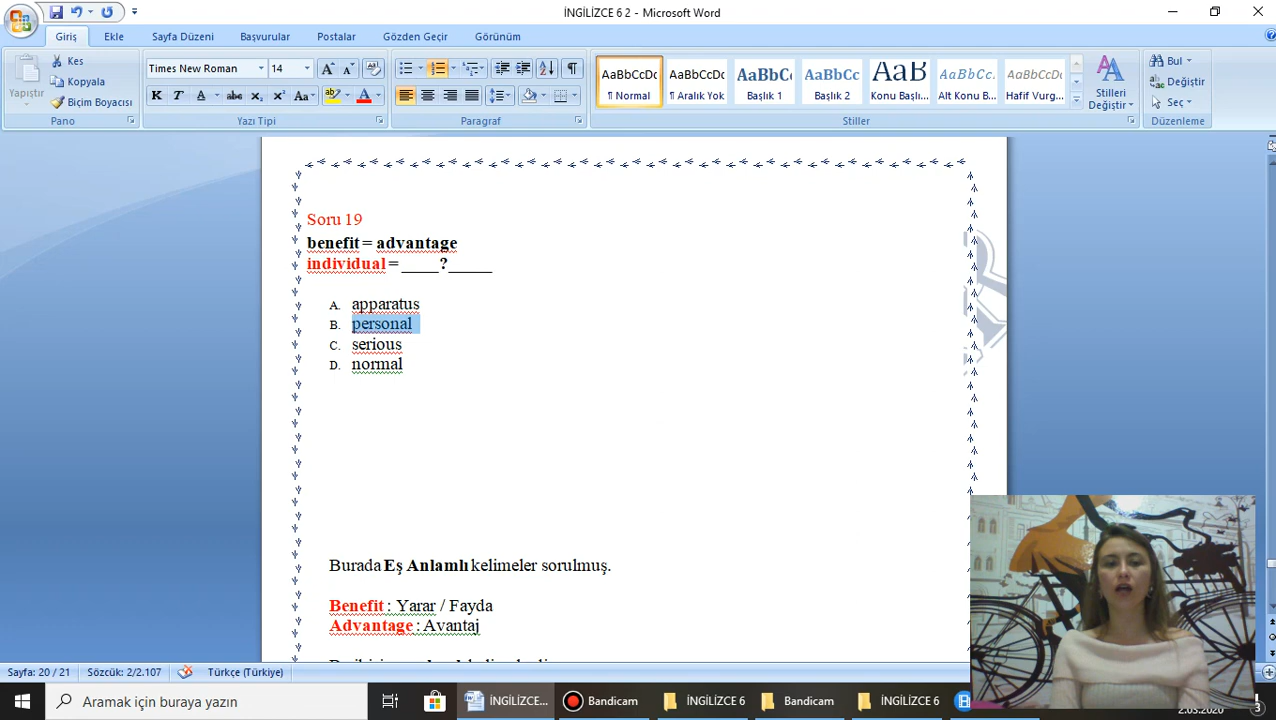 İNGİLİZCE 6 2 - Microsoft Word
Giriş Ekle Sayfa Düzeni Başvurular Postalar Gözden Geçir Görünüm
Yapıştır
Kes
Kopyala
Biçim Boyacısı
Pano
Times New Roman 14
Yazı Tipi
Paragraf
AaBbCcDc AaBbCcDc AaBbCc AaBbCc AaB AaBbCc. AaBbCcDc
¶ Normal ¶ Aralık Yok Başlık 1 Başlık 2 Konu Başlı... Alt Konu B... Hafif Vurg...
Stilleri Değiştir
Stiller
Bul
Değiştir
Seç
Düzenleme
Soru 19
benefit = advantage
individual = ____?_____
A. apparatus
B. personal
C. serious
D. normal
Burada Eş Anlamlı kelimeler sorulmuş.
Benefit : Yarar / Fayda
Advantage : Avantaj
Sayfa: 20 / 21 Sözcük: 2/2.107 Türkçe (Türkiye)
Aramak için buraya yazın
İNGİLİZCE... Bandicam İNGİLİZCE 6 Bandicam İNGİLİZCE 6
2.03.2020